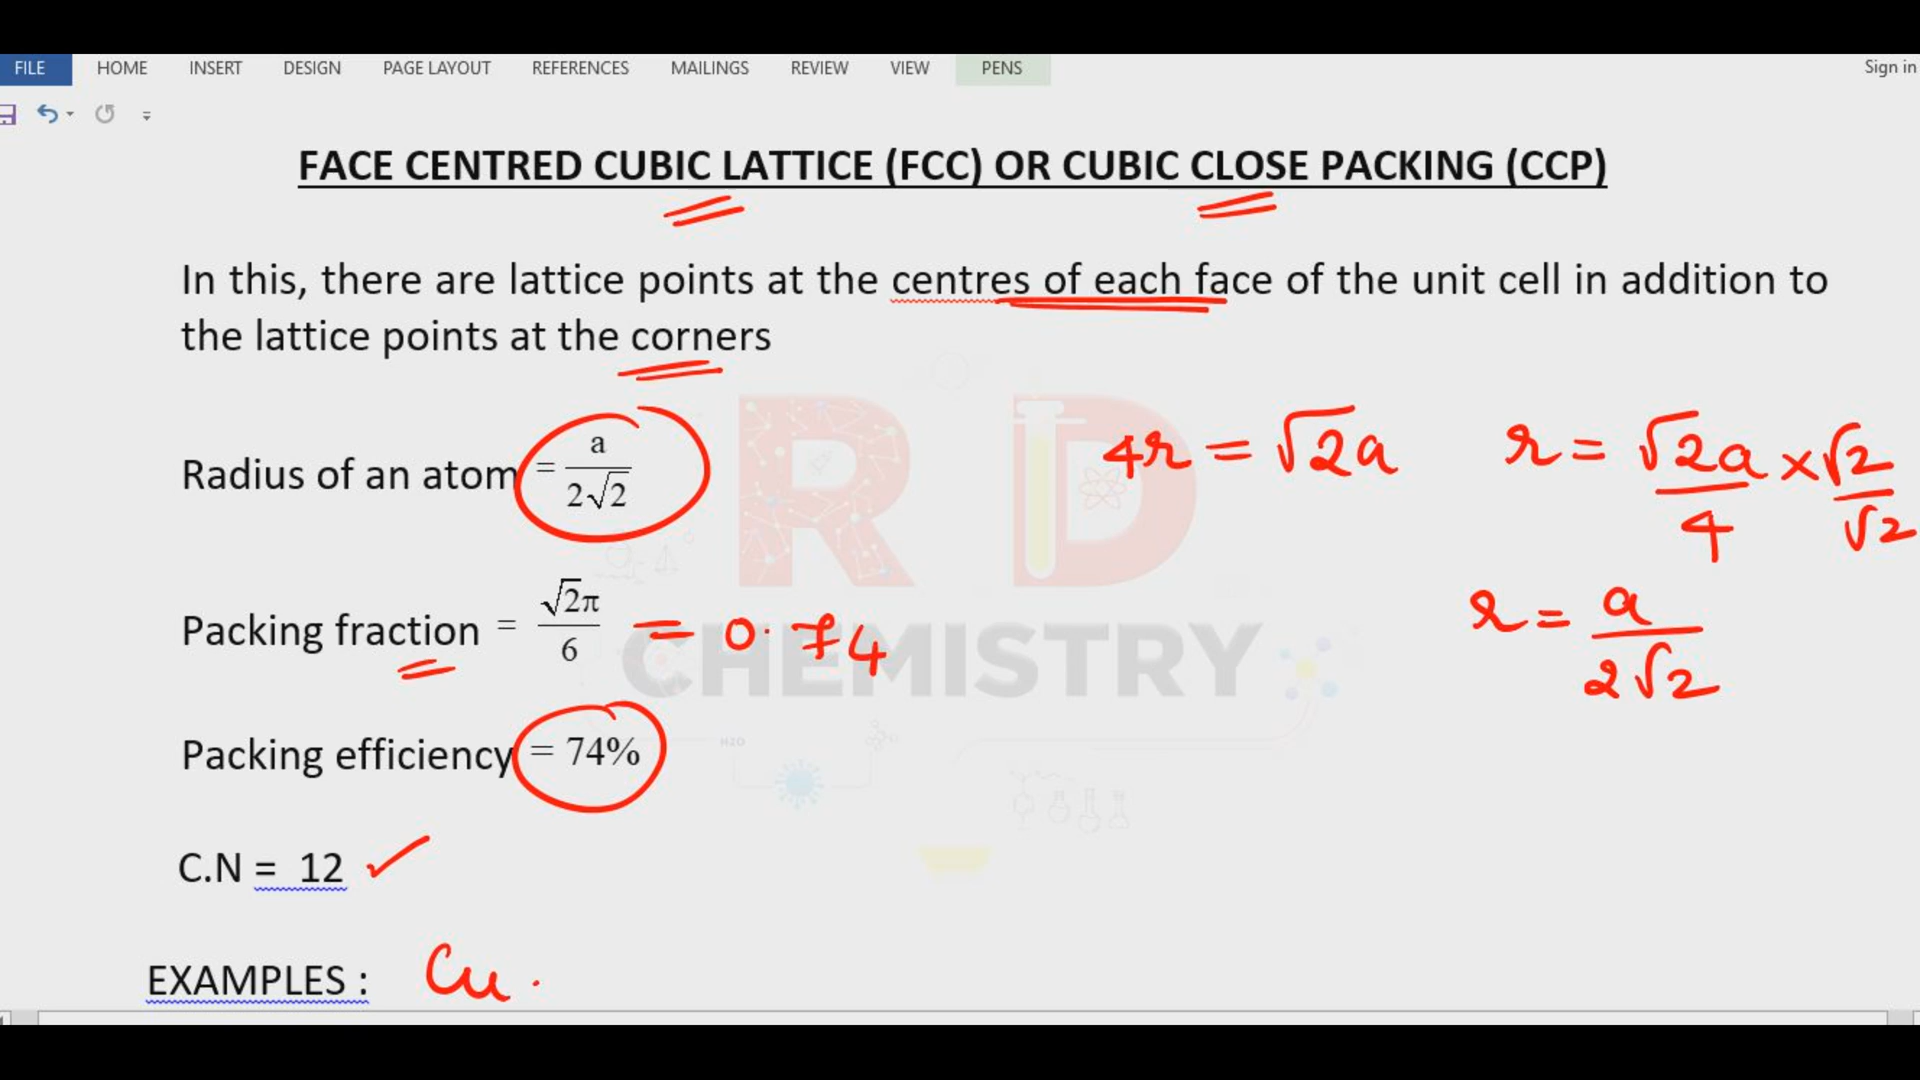 FILE HOME INSERT DESIGN PAGE LAYOUT REFERENCES MAILINGS REVIEW VIEW PENS Sign in
FACE CENTRED CUBIC LATTICE (FCC) OR CUBIC CLOSE PACKING (CCP)
In this, there are lattice points at the centres of each face of the unit cell in addition to
the lattice points at the corners
R D
CHEMISTRY
H2O
Radius of an atom = a / 2√2
4r = √2a r = √2a/4 × √2/√2
r = a / 2√2
Packing fraction = √2π / 6 = 0.74
Packing efficiency = 74%
C.N = 12
EXAMPLES : Cu.